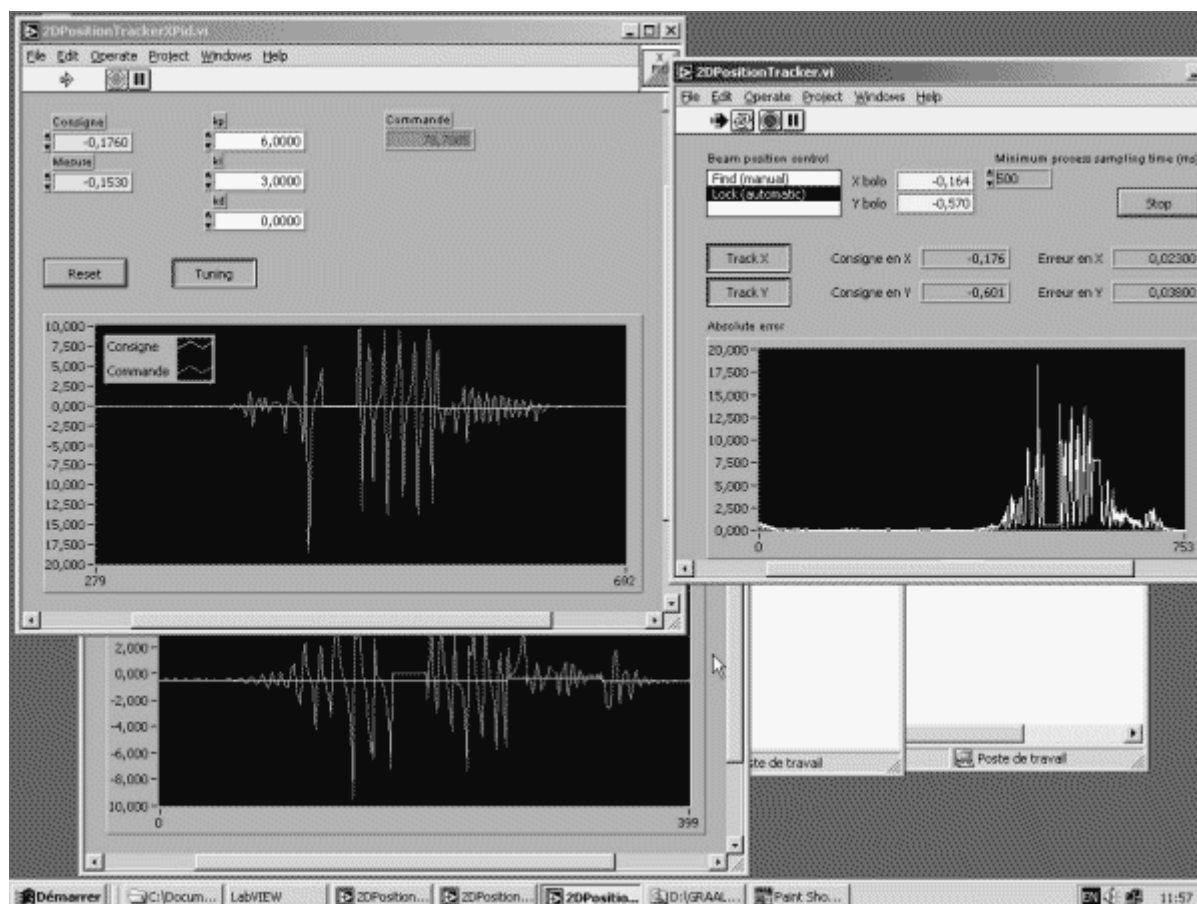 2DPositionTrackerXPid.vi
File Edit Operate Project Windows Help
Consigne
-0,1760
Mesure
-0,1530
kp
6,0000
ki
3,0000
kd
0,0000
Commande
Reset
Tuning
10,000
7,500
5,000
2,500
0,000
-2,500
-5,000
-7,500
10,000
12,500
15,000
17,500
20,000
279
692
Consigne
Commande
2DPositionTracker.vi
File Edit Operate Project Windows Help
Beam position control
Find (manual)
Lock (automatic)
X bolo
-0,164
Y bolo
-0,570
Minimum process sampling time (ms)
500
Stop
Track X
Consigne en X
-0,176
Erreur en X
0,02300
Track Y
Consigne en Y
-0,601
Erreur en Y
0,03800
Absolute error
20,000
17,500
15,000
12,500
10,000
7,500
5,000
2,500
0,000
0
753
2,000
0,000
-2,000
-4,000
-6,000
-8,000
10,000
0
399
ste de travail
Poste de travail
Démarrer
C:\Docum...
LabVIEW
2DPosition...
2DPosition...
2DPositio...
D:\GRAAL...
Paint Sho...
EN
11:57